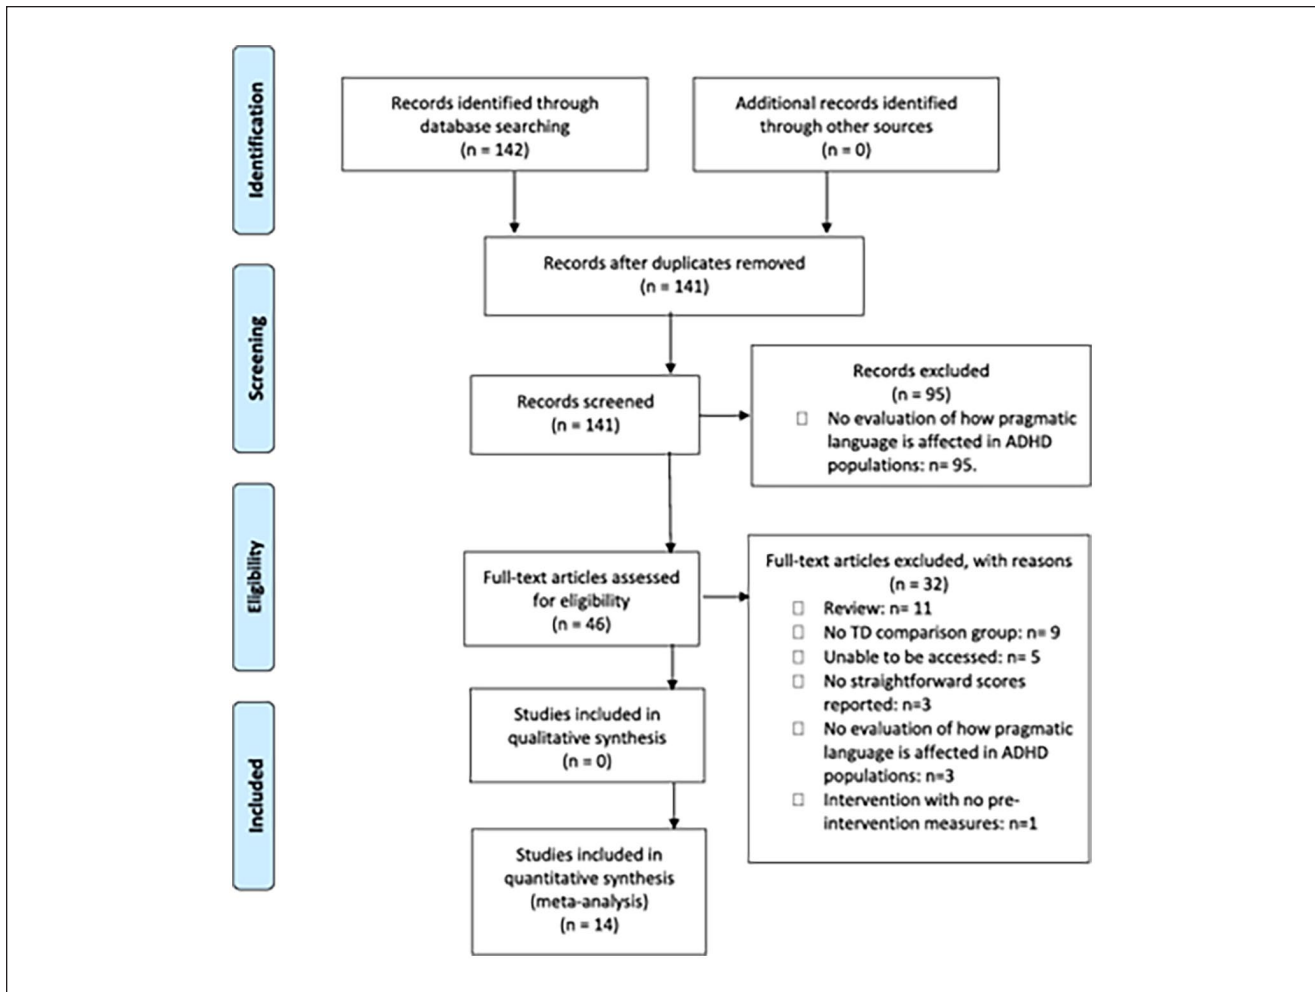 Identification
Records identified through
database searching
(n = 142)
Additional records identified
through other sources
(n = 0)
Records after duplicates removed
(n = 141)
Screening
Records screened
(n = 141)
Records excluded
(n = 95)
No evaluation of how pragmatic
language is affected in ADHD
populations: n= 95.
Eligibility
Full-text articles assessed
for eligibility
(n = 46)
Full-text articles excluded, with reasons
(n = 32)
Review: n= 11
No TD comparison group: n= 9
Unable to be accessed: n= 5
No straightforward scores
reported: n=3
No evaluation of how pragmatic
language is affected in ADHD
populations: n=3
Intervention with no pre-
intervention measures: n=1
Included
Studies included in
qualitative synthesis
(n = 0)
Studies included in
quantitative synthesis
(meta-analysis)
(n = 14)